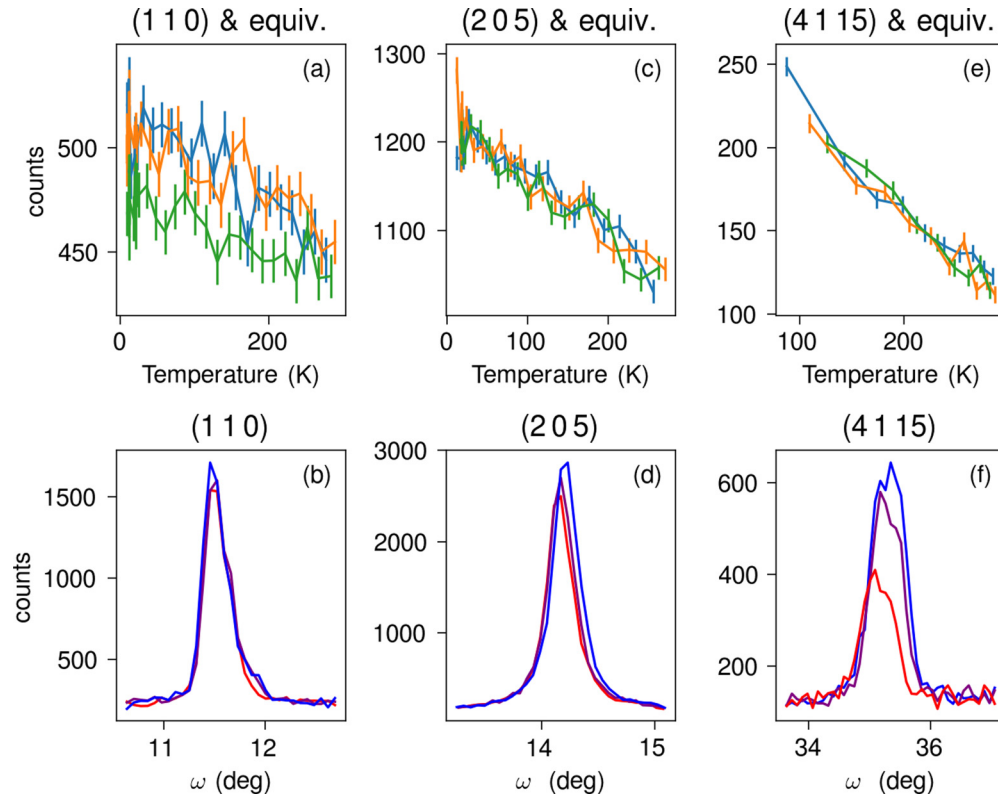 (1 1 0) & equiv.
(2 0 5) & equiv.
(4 1 15) & equiv.
(a)
(c)
(e)
counts
500
450
1300
1200
1100
250
200
150
100
0
200
0
100
200
100
200
Temperature (K)
Temperature (K)
Temperature (K)
(1 1 0)
(2 0 5)
(4 1 15)
(b)
(d)
(f)
counts
1500
1000
500
3000
2000
1000
600
400
200
11
12
14
15
34
36
ω (deg)
ω (deg)
ω (deg)